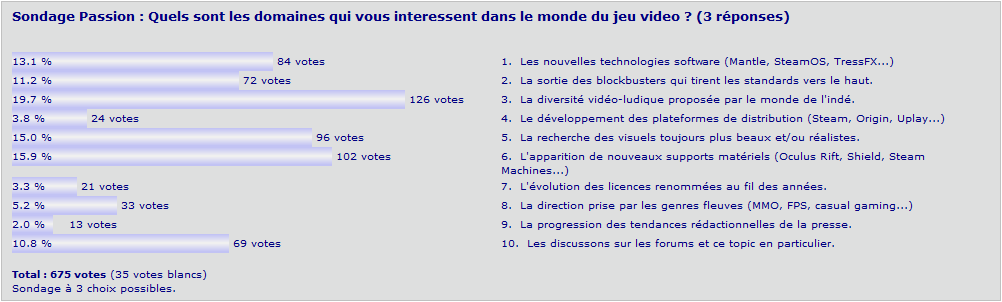 Sondage Passion : Quels sont les domaines qui vous interessent dans le monde du jeu video ? (3 réponses)
13.1 % 84 votes 1. Les nouvelles technologies software (Mantle, SteamOS, TressFX...)
11.2 % 72 votes 2. La sortie des blockbusters qui tirent les standards vers le haut.
19.7 % 126 votes 3. La diversité vidéo-ludique proposée par le monde de l'indé.
3.8 % 24 votes 4. Le développement des plateformes de distribution (Steam, Origin, Uplay...)
15.0 % 96 votes 5. La recherche des visuels toujours plus beaux et/ou réalistes.
15.9 % 102 votes 6. L'apparition de nouveaux supports matériels (Oculus Rift, Shield, Steam
Machines...)
3.3 % 21 votes 7. L'évolution des licences renommées au fil des années.
5.2 % 33 votes 8. La direction prise par les genres fleuves (MMO, FPS, casual gaming...)
2.0 % 13 votes 9. La progression des tendances rédactionnelles de la presse.
10.8 % 69 votes 10. Les discussons sur les forums et ce topic en particulier.
Total : 675 votes (35 votes blancs)
Sondage à 3 choix possibles.